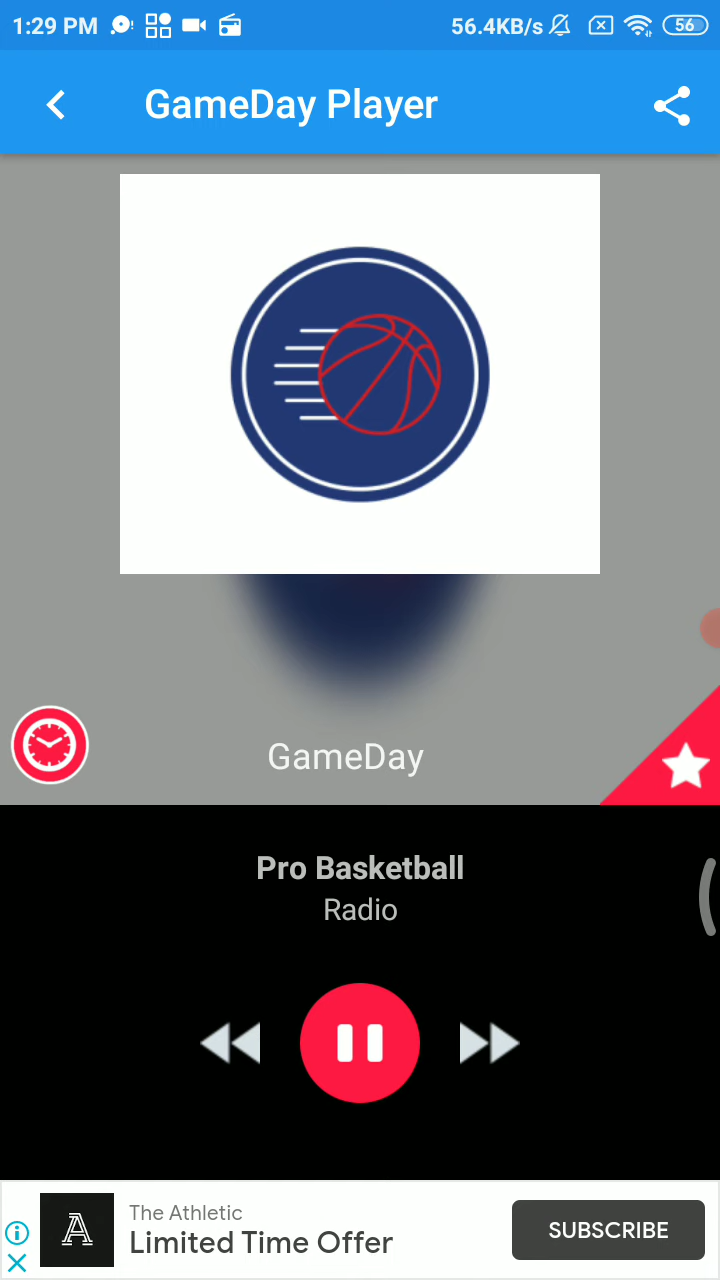 1:29 PM 56.4KB/s 56
GameDay Player
GameDay
Pro Basketball
Radio
The Athletic
Limited Time Offer
SUBSCRIBE